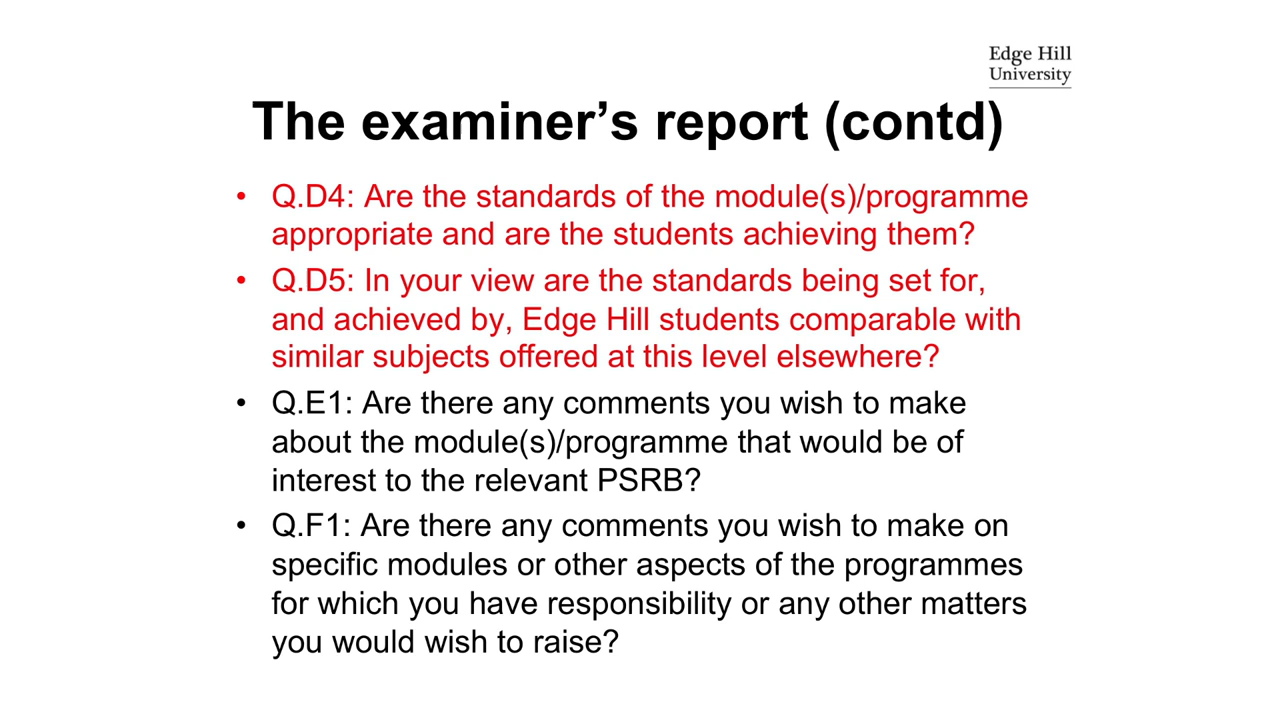 Edge Hill
University
The examiner’s report (contd)
• Q.D4: Are the standards of the module(s)/programme
appropriate and are the students achieving them?
• Q.D5: In your view are the standards being set for,
and achieved by, Edge Hill students comparable with
similar subjects offered at this level elsewhere?
• Q.E1: Are there any comments you wish to make
about the module(s)/programme that would be of
interest to the relevant PSRB?
• Q.F1: Are there any comments you wish to make on
specific modules or other aspects of the programmes
for which you have responsibility or any other matters
you would wish to raise?